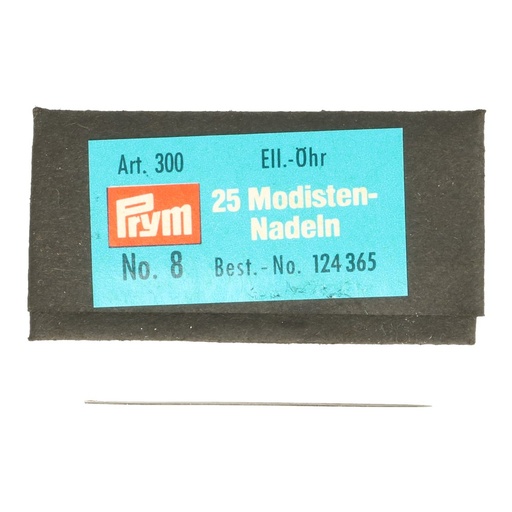 Art. 300 Ell.-Öhr
Prym 25 Modisten-
Nadeln
No. 8 Best.-No. 124 365